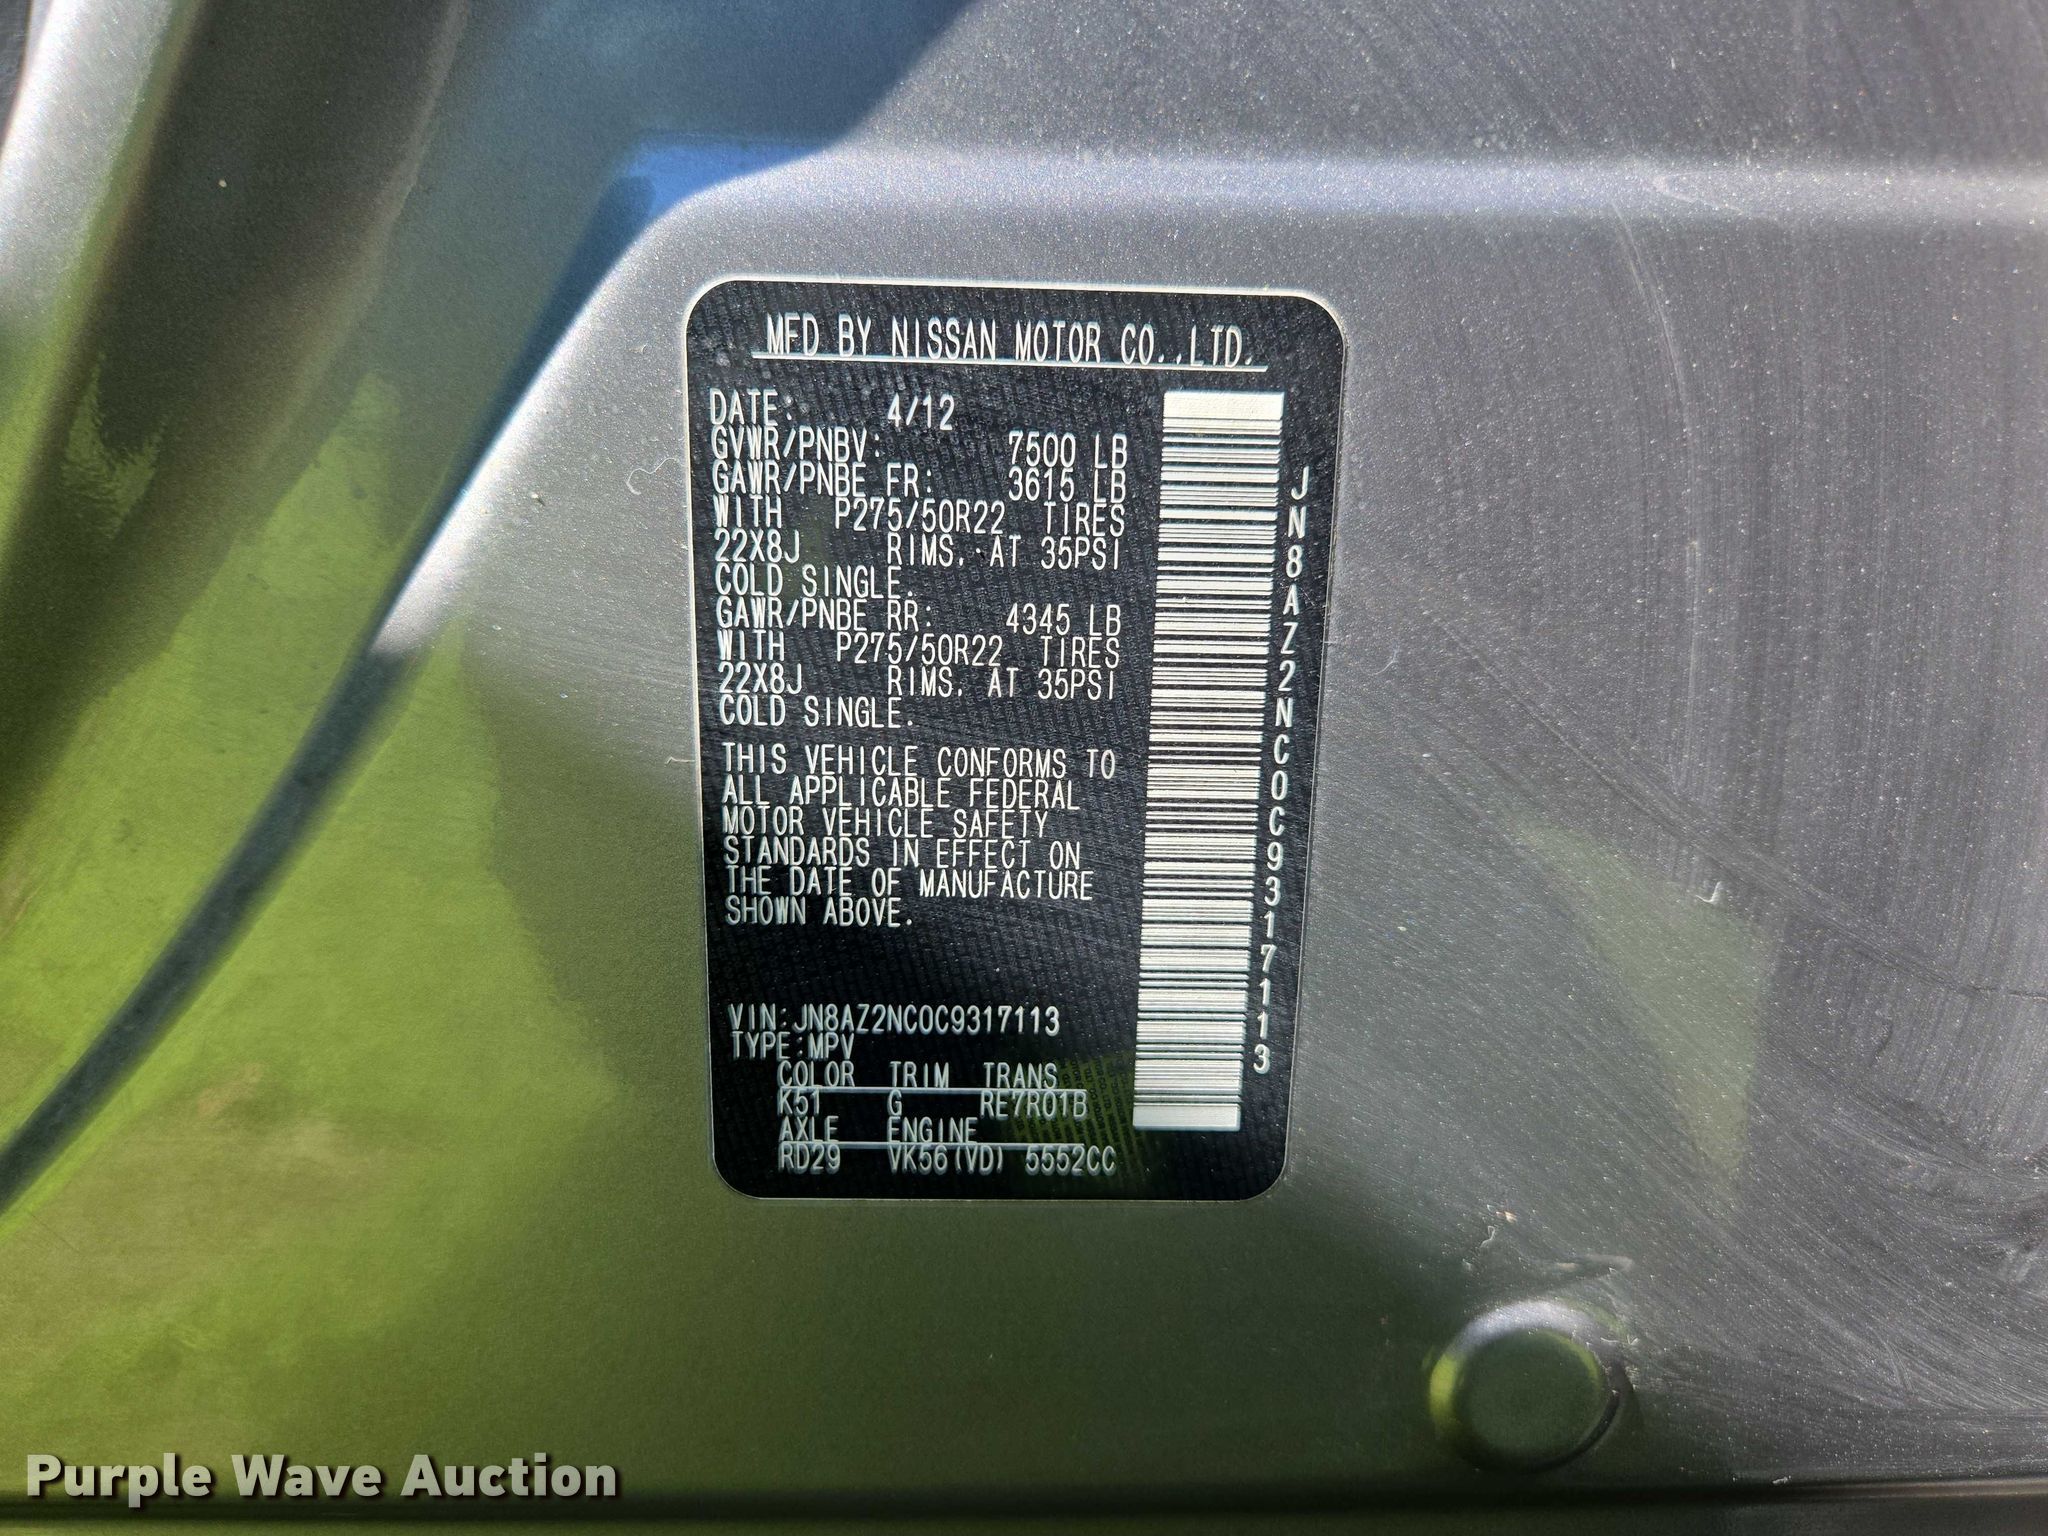 MFD BY NISSAN MOTOR CO.,LTD.
DATE: 4/12
GVWR/PNBV: 7500 LB
GAWR/PNBE FR: 3615 LB
WITH P275/50R22 TIRES
22X8J RIMS. AT 35PSI
COLD SINGLE.
GAWR/PNBE RR: 4345 LB
WITH P275/50R22 TIRES
22X8J RIMS. AT 35PSI
COLD SINGLE.
THIS VEHICLE CONFORMS TO
ALL APPLICABLE FEDERAL
MOTOR VEHICLE SAFETY
STANDARDS IN EFFECT ON
THE DATE OF MANUFACTURE
SHOWN ABOVE.
VIN:JN8AZ2NC0C9317113
TYPE:MPV
COLOR TRIM TRANS
K51 G RE7R01B
AXLE ENGINE
RD29 VK56(VD) 5552CC
JN8AZ2NC0C9317113
Purple Wave Auction